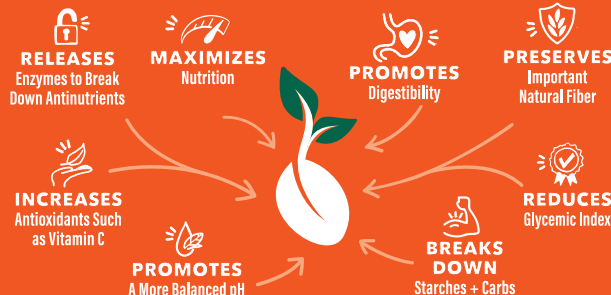 RELEASES
Enzymes to Break
Down Antinutrients
MAXIMIZES
Nutrition
PROMOTES
Digestibility
PRESERVES
Important
Natural Fiber
INCREASES
Antioxidants Such
as Vitamin C
PROMOTES
A More Balanced pH
BREAKS
DOWN
Starches + Carbs
REDUCES
Glycemic Index